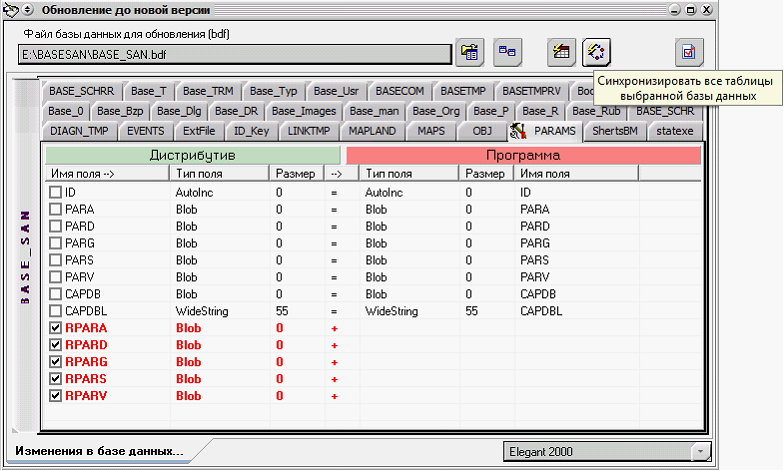 Обновление до новой версии
Файл базы данных для обновления (bdf)
E:\BASESAN\BASE_SAN.bdf
Синхронизировать все таблицы
выбранной базы данных
BASE_SCHRR Base_T Base_TRM Base_Typ Base_Usr BASECOM BASETMP BASETMPRV
Base_0 Base_Bzp Base_Dlg Base_DR Base_Images Base_man Base_Org Base_P Base_R Base_Rub BASE_SCHR
DIAGN_TMP EVENTS ExtFile ID_Key LINKTMP MAPLAND MAPS OBJ PARAMS ShertsBM statexe
Дистрибутив Программа
Имя поля --> Тип поля Размер --> Тип поля Размер Имя поля
ID AutoInc 0 = AutoInc 0 ID
PARA Blob 0 = Blob 0 PARA
PARD Blob 0 = Blob 0 PARD
PARG Blob 0 = Blob 0 PARG
PARS Blob 0 = Blob 0 PARS
PARV Blob 0 = Blob 0 PARV
CAPDB Blob 0 = Blob 0 CAPDB
CAPDBL WideString 55 = WideString 55 CAPDBL
RPARA Blob 0 +
RPARD Blob 0 +
RPARG Blob 0 +
RPARS Blob 0 +
RPARV Blob 0 +
BASE_SAN
Изменения в базе данных...
Elegant 2000